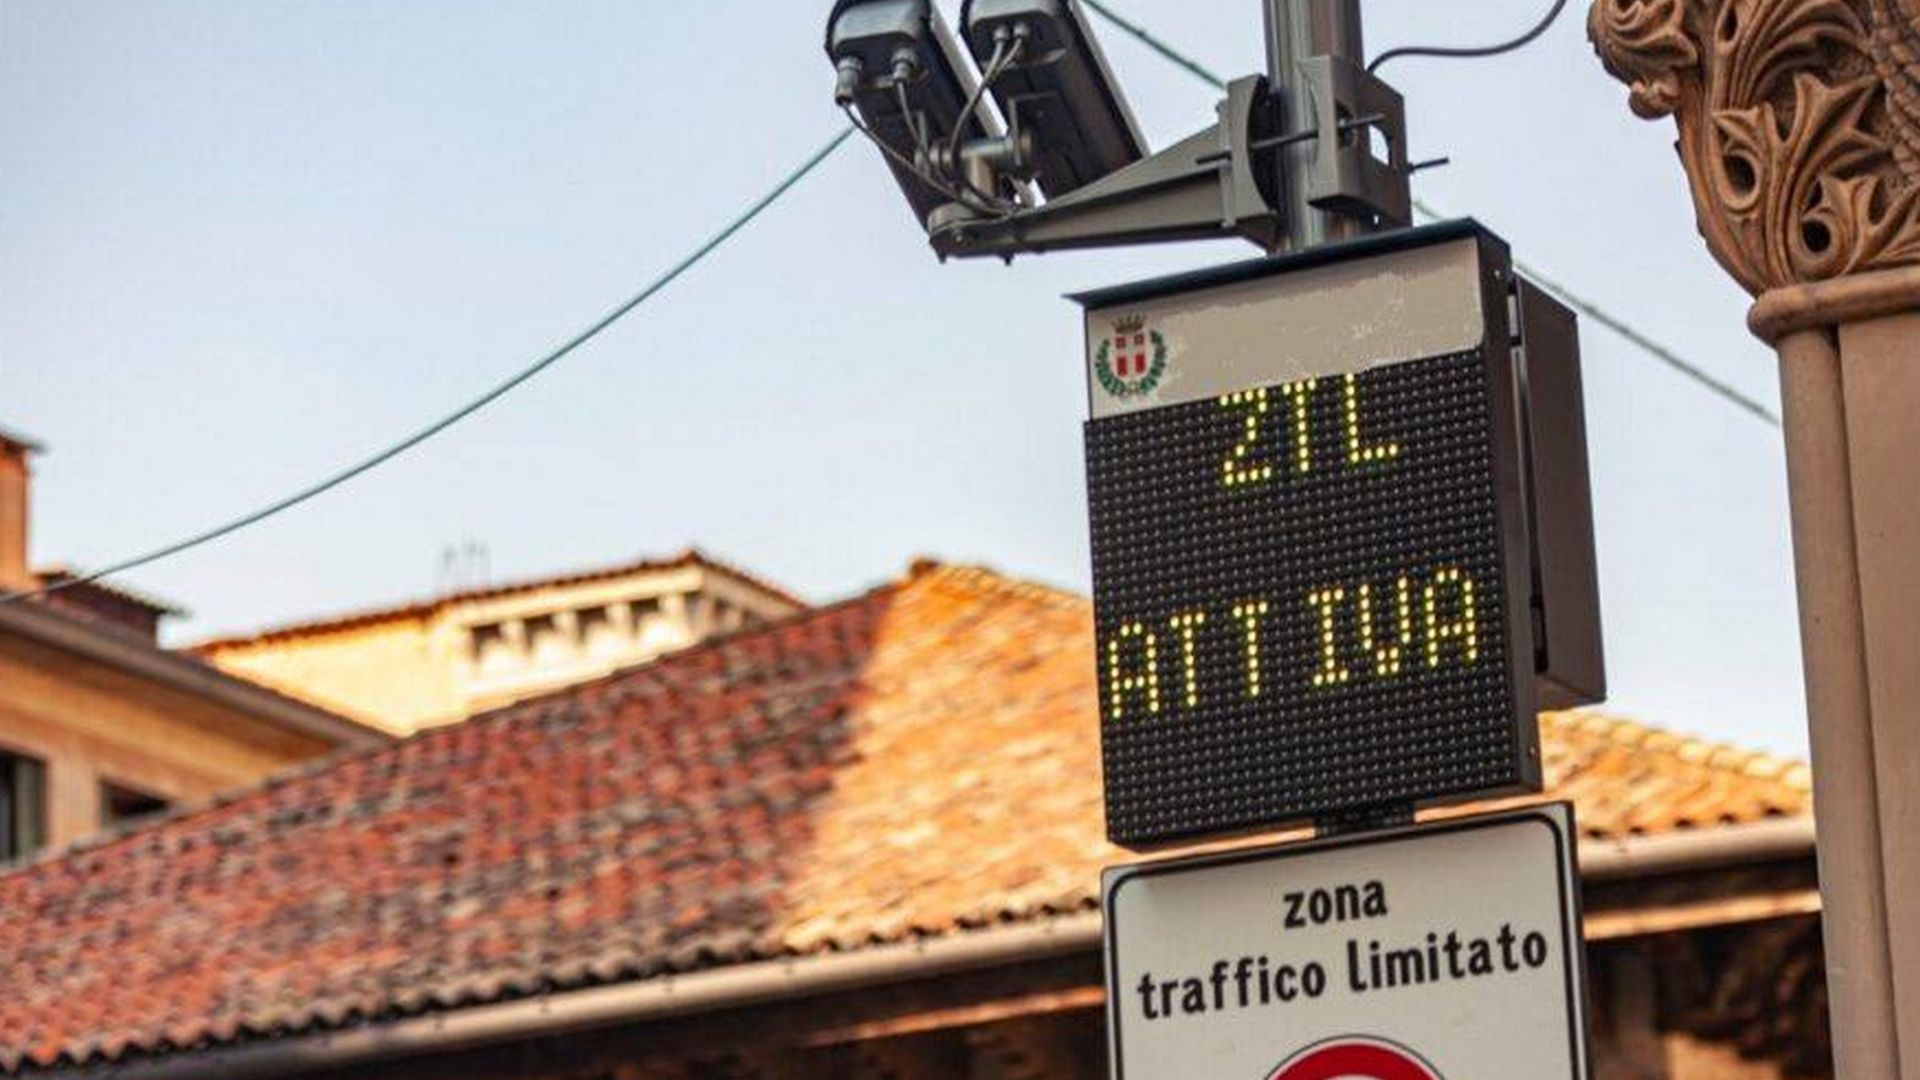 ZTL
ATTIVA
zona
traffico limitato